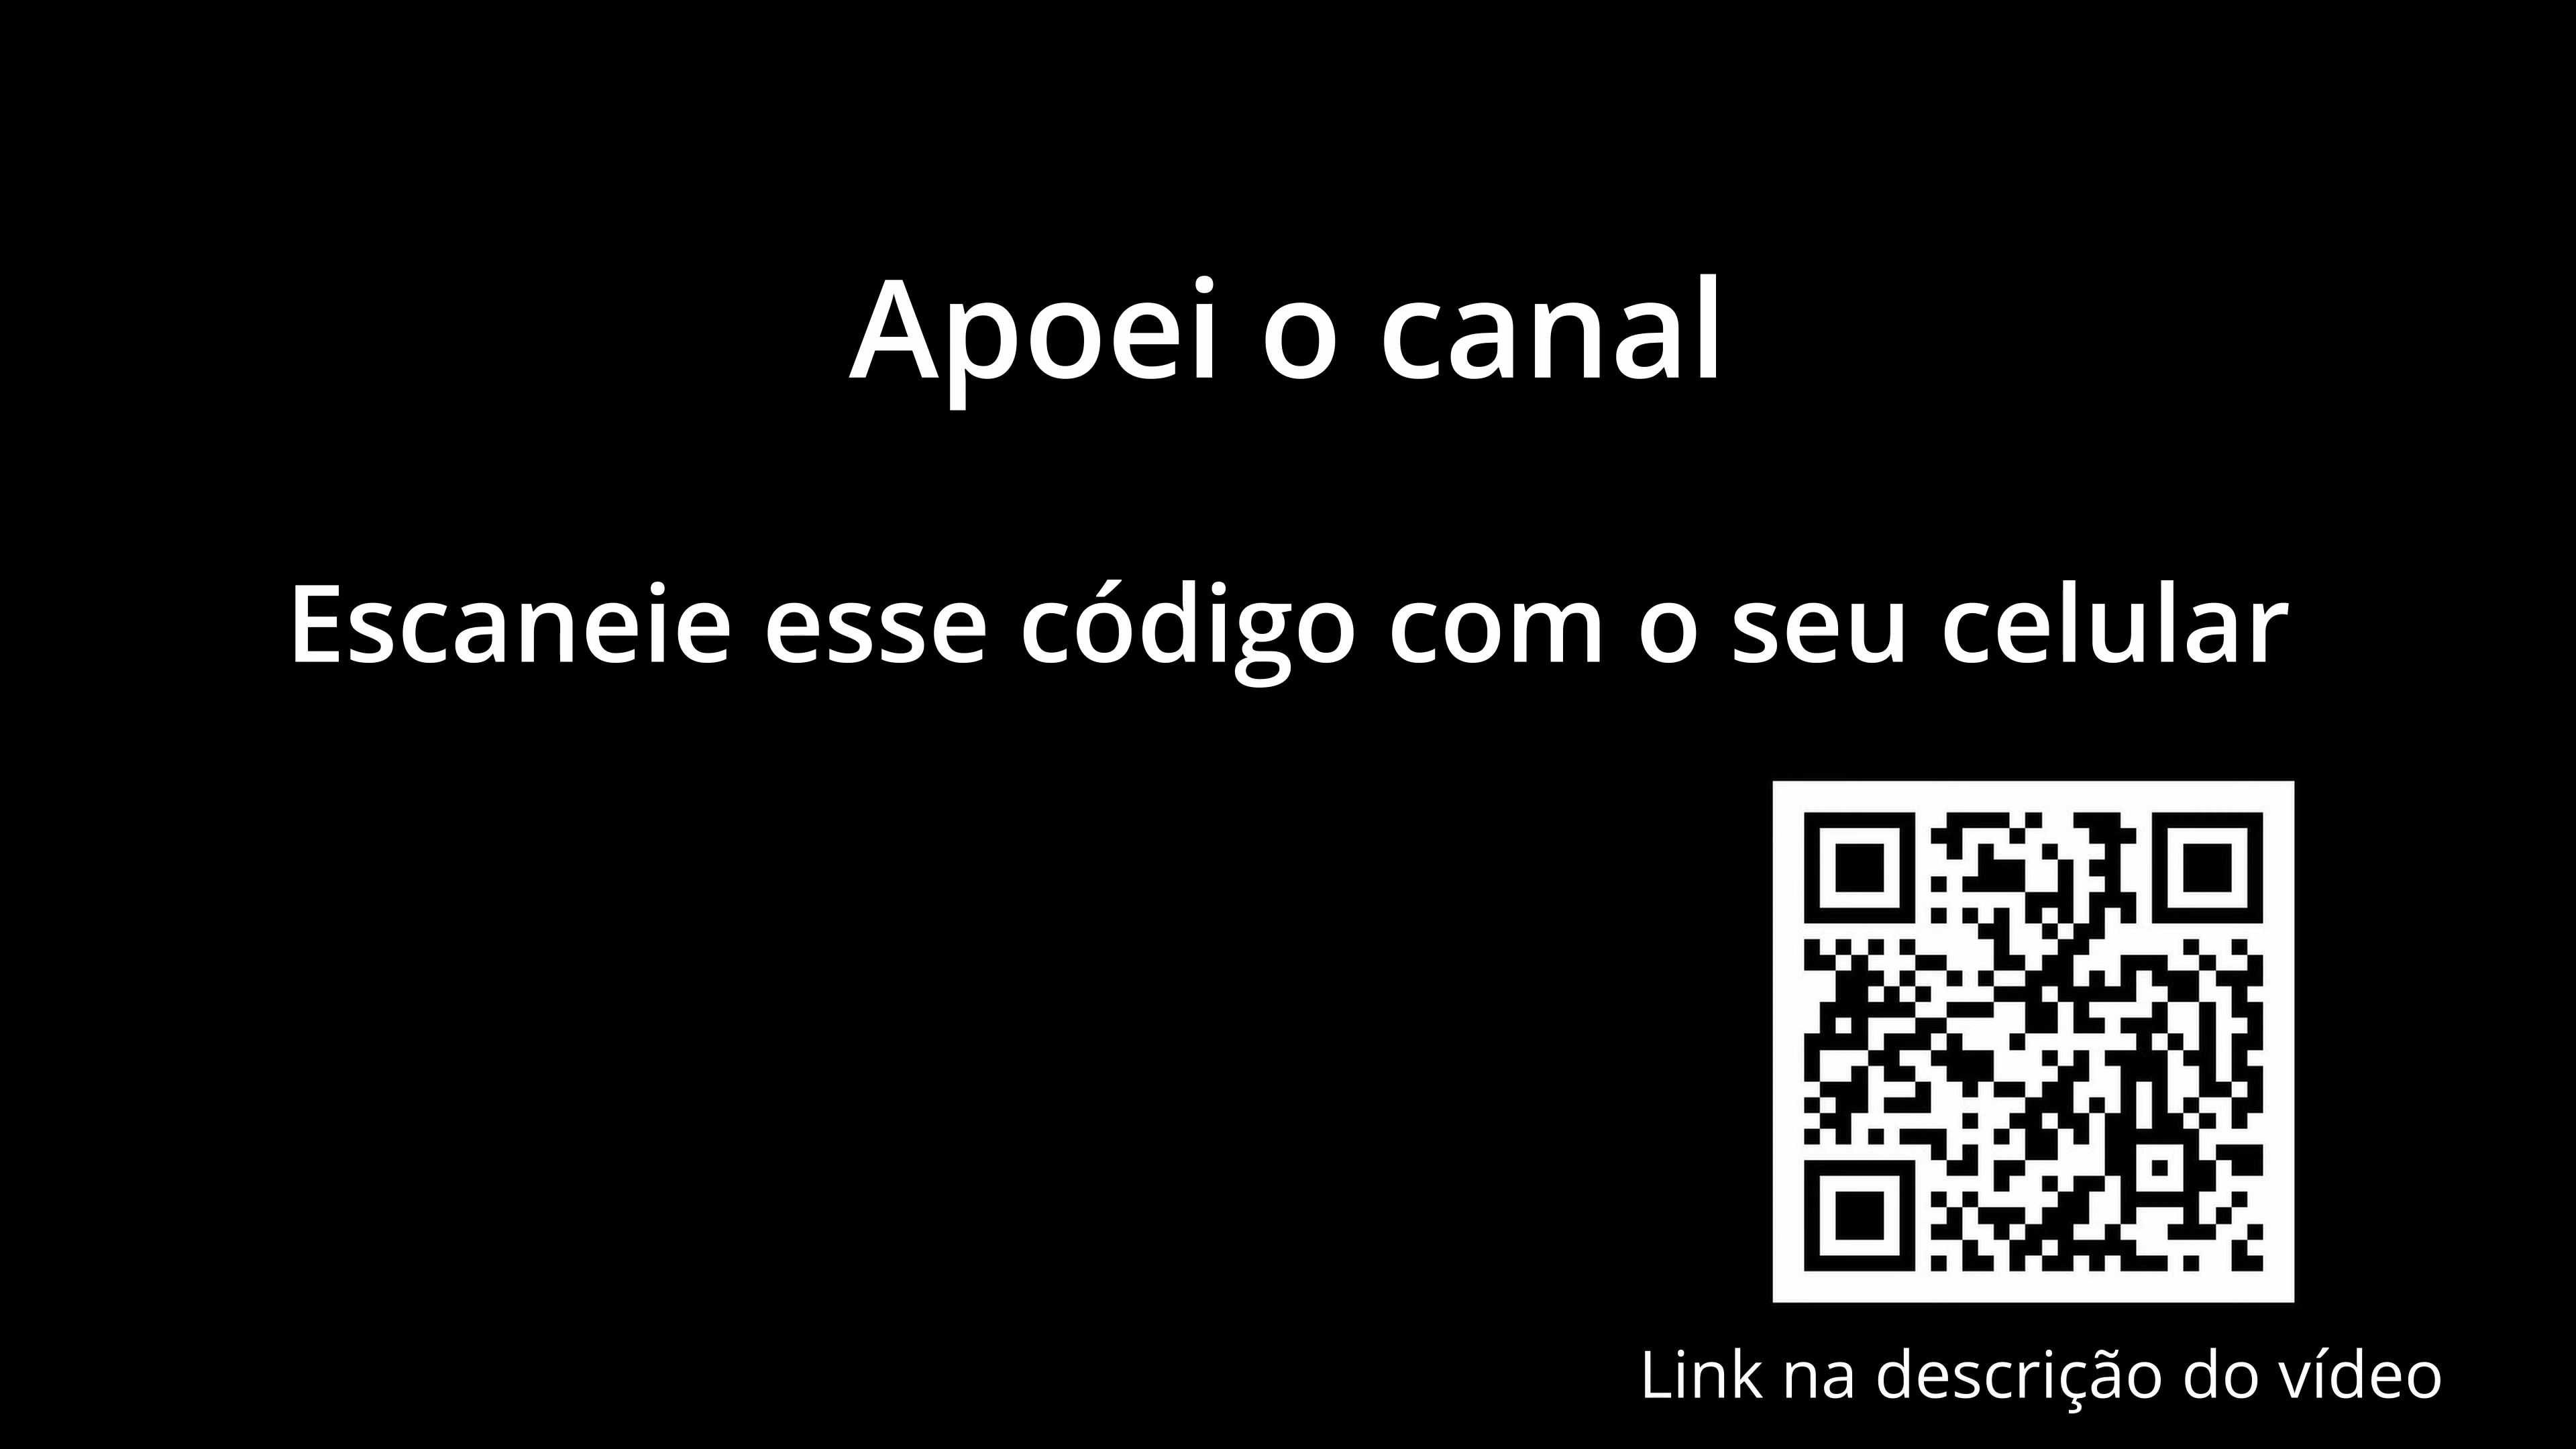 Apoei o canal
Escaneie esse código com o seu celular
Link na descrição do vídeo